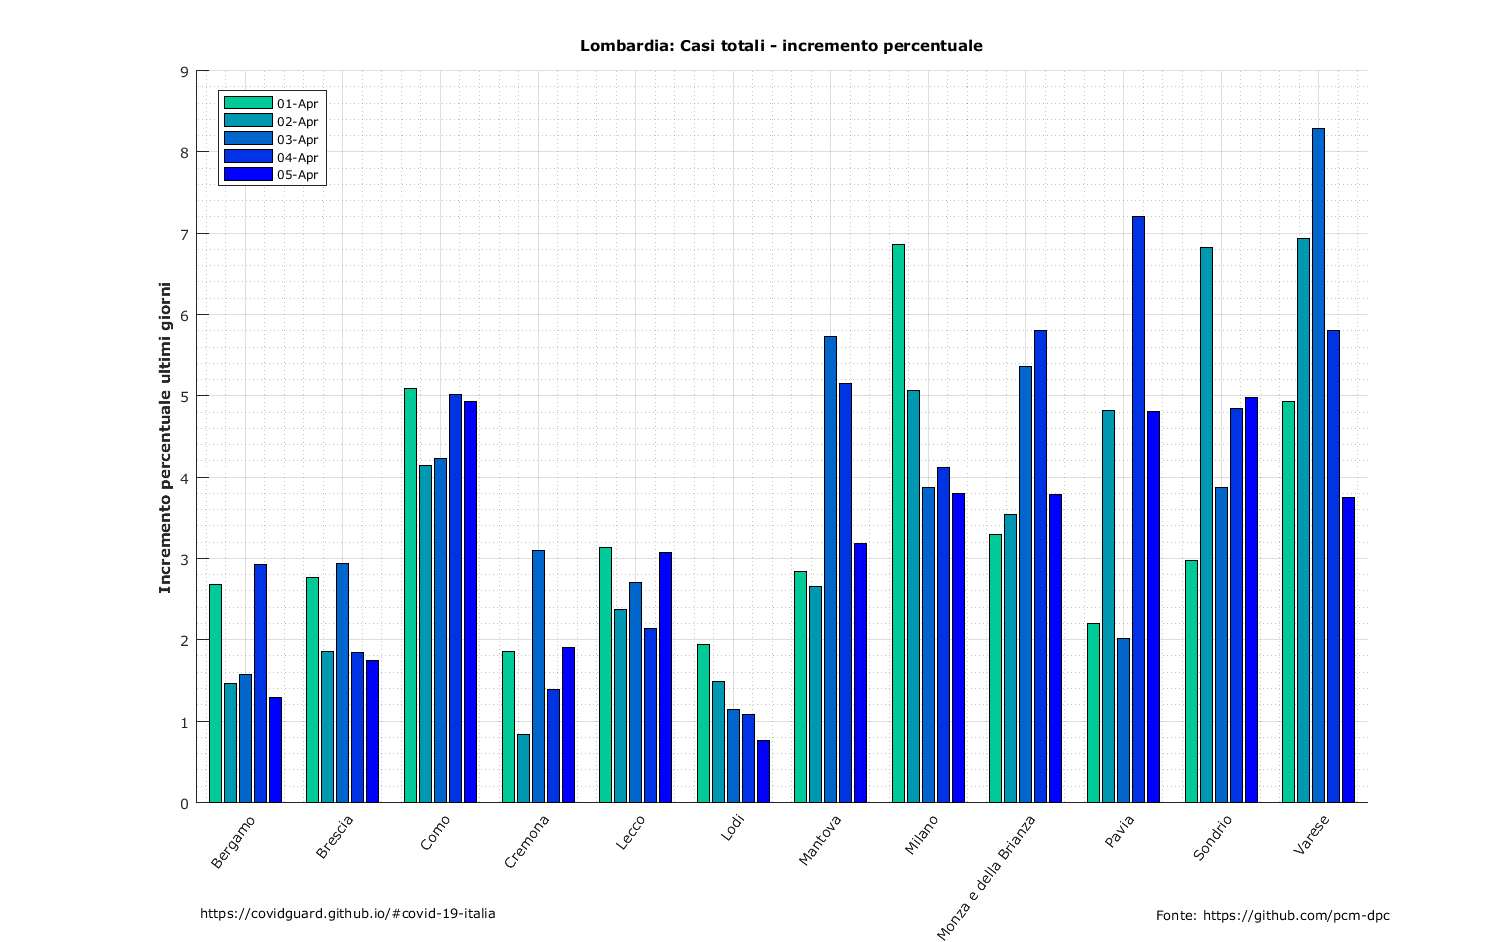 Lombardia: Casi totali - incremento percentuale
9
8
7
6
5
4
3
2
1
0
Incremento percentuale ultimi giorni
01-Apr
02-Apr
03-Apr
04-Apr
05-Apr
Bergamo
Brescia
Como
Cremona
Lecco
Lodi
Mantova
Milano
Monza e della Brianza
Pavia
Sondrio
Varese
https://covidguard.github.io/#covid-19-italia
Fonte: https://github.com/pcm-dpc